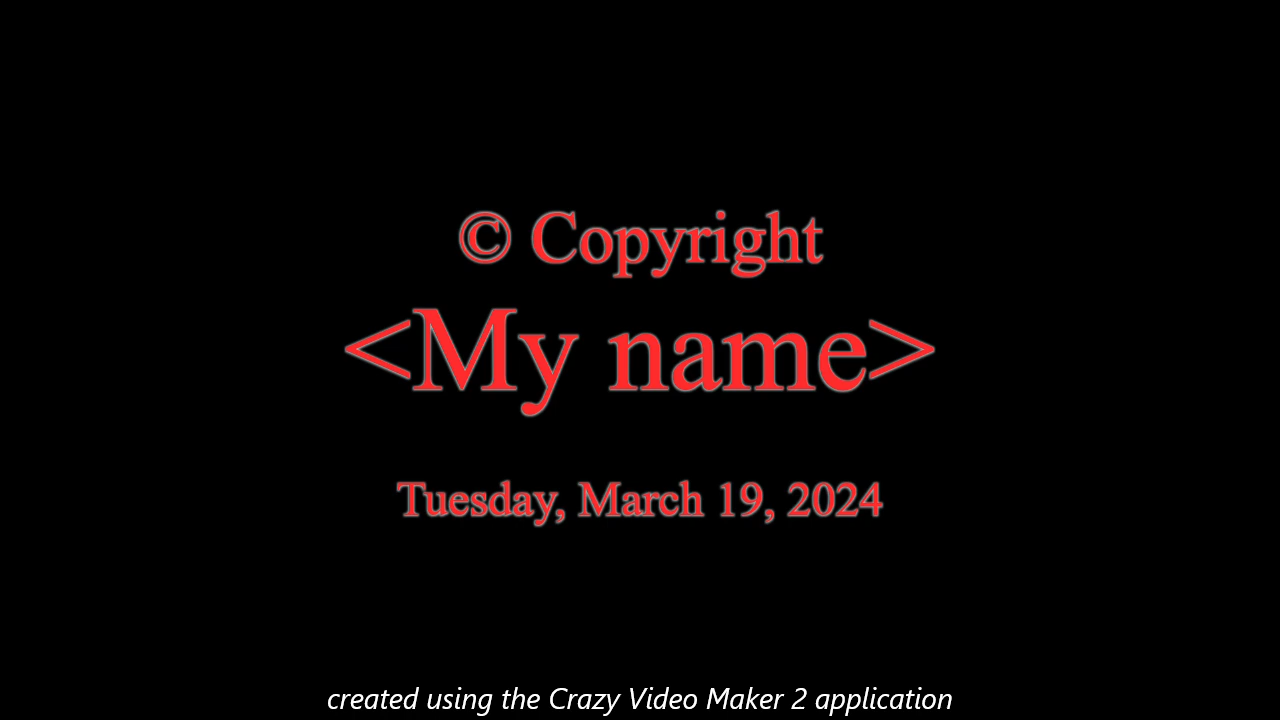 © Copyright
<My name>
Tuesday, March 19, 2024
created using the Crazy Video Maker 2 application